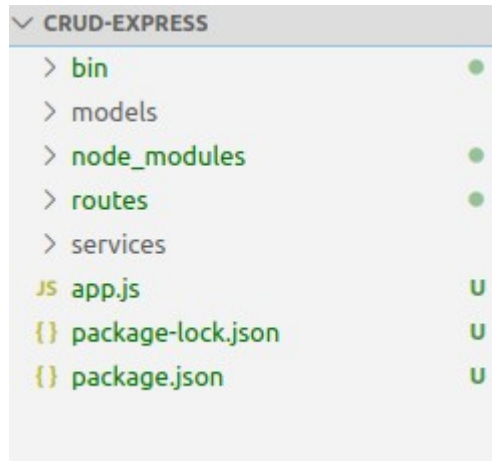 CRUD-EXPRESS
bin
models
node_modules
routes
services
JS app.js U
{} package-lock.json U
{} package.json U